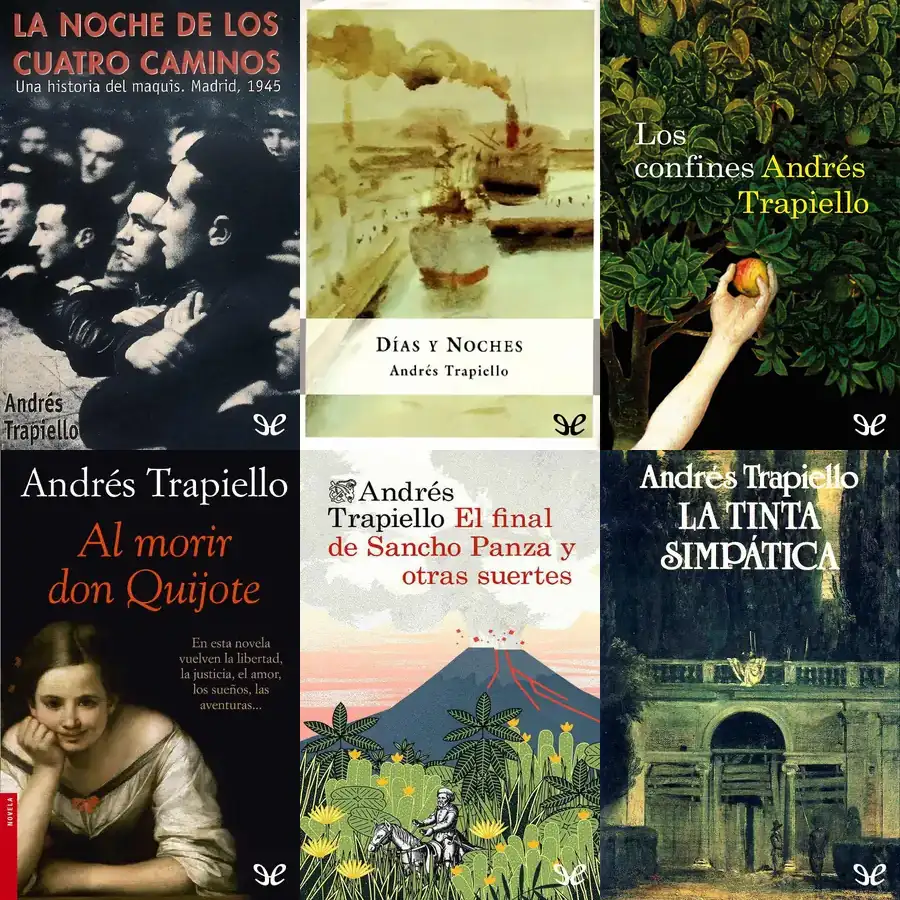 LA NOCHE DE LOS
CUATRO CAMINOS
Una historia del maquis. Madrid, 1945
Andrés
Trapiello
DÍAS Y NOCHES
Andrés Trapiello
Los
confines Andrés
Trapiello
Andrés Trapiello
Al morir
don Quijote
En esta novela
vuelven la libertad,
la justicia, el amor,
los sueños, las
aventuras...
NOVELA
Andrés
Trapiello El final
de Sancho Panza y
otras suertes
Andrés Trapiello
LA TINTA
SIMPÁTICA